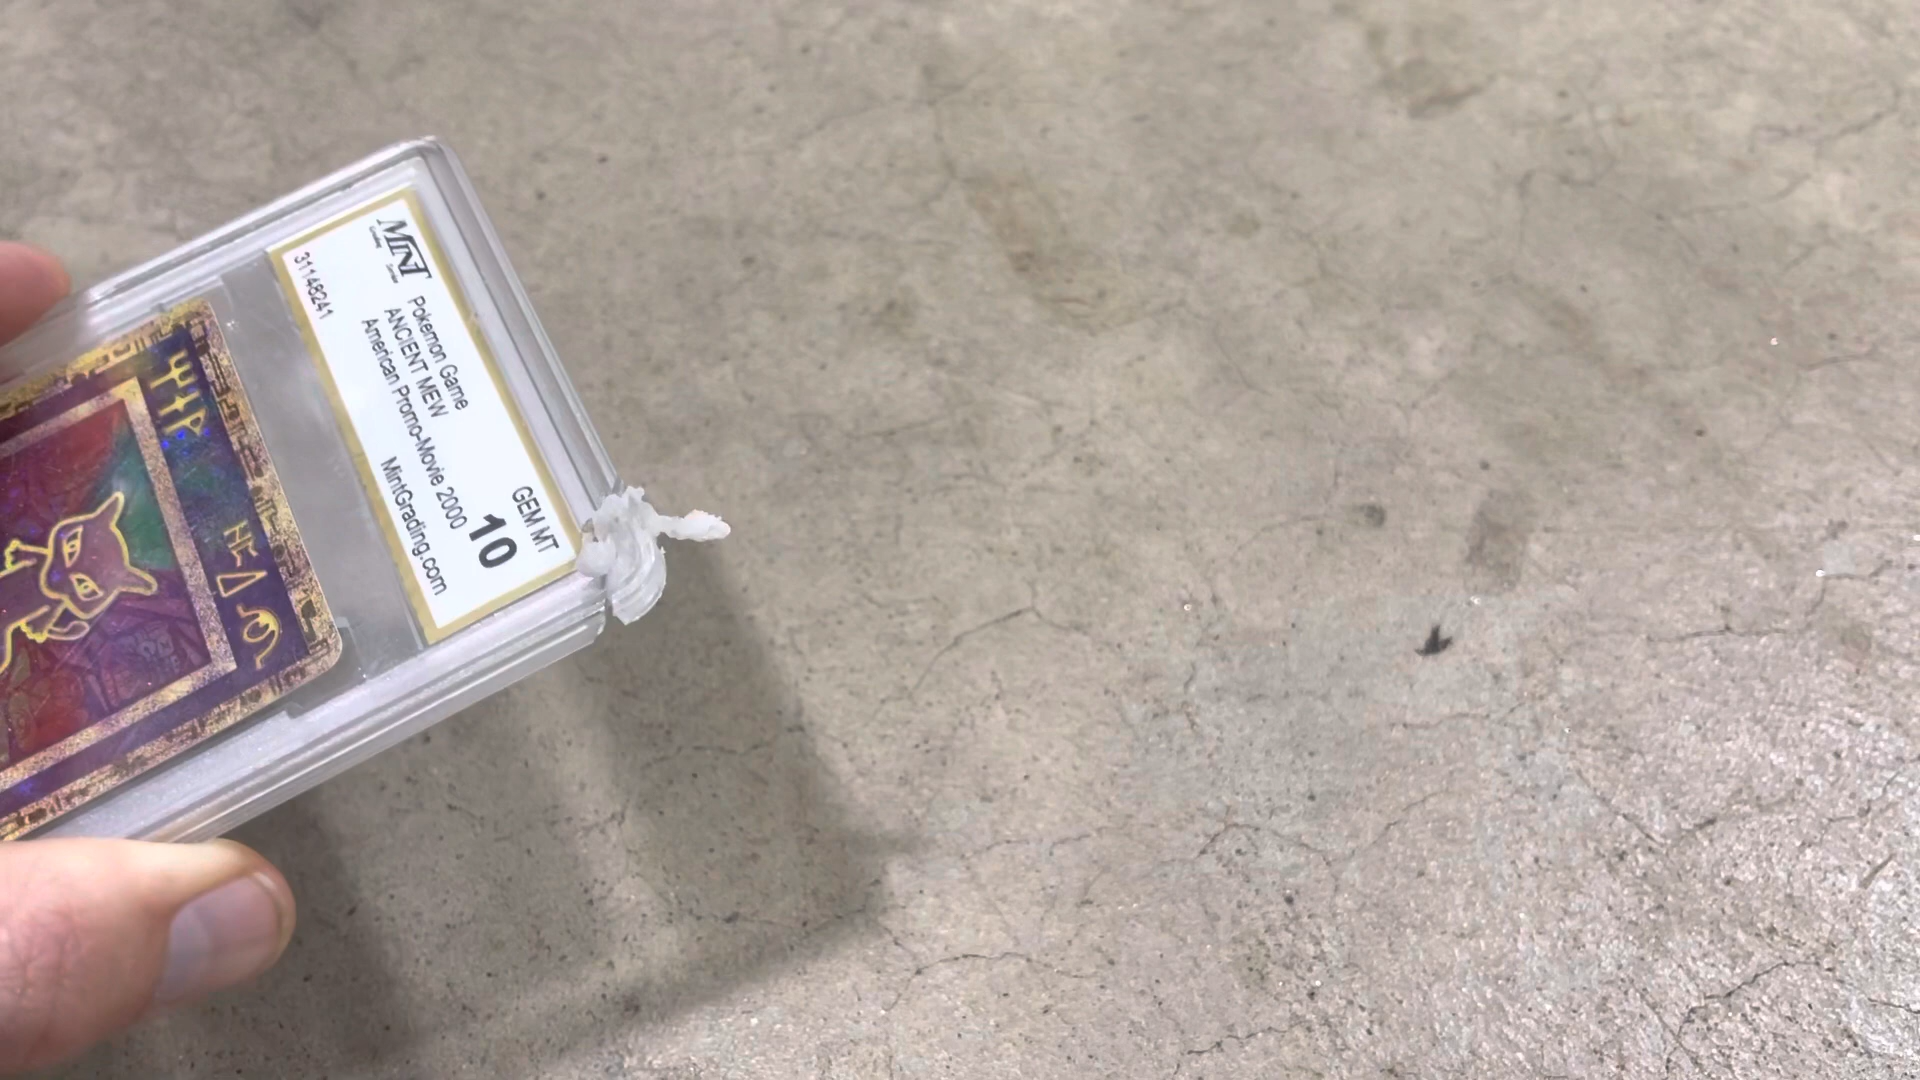 MINT
31148241
Pokemon Game
ANCIENT MEW
American Promo-Movie 2000
MintGrading.com
GEM MT
10